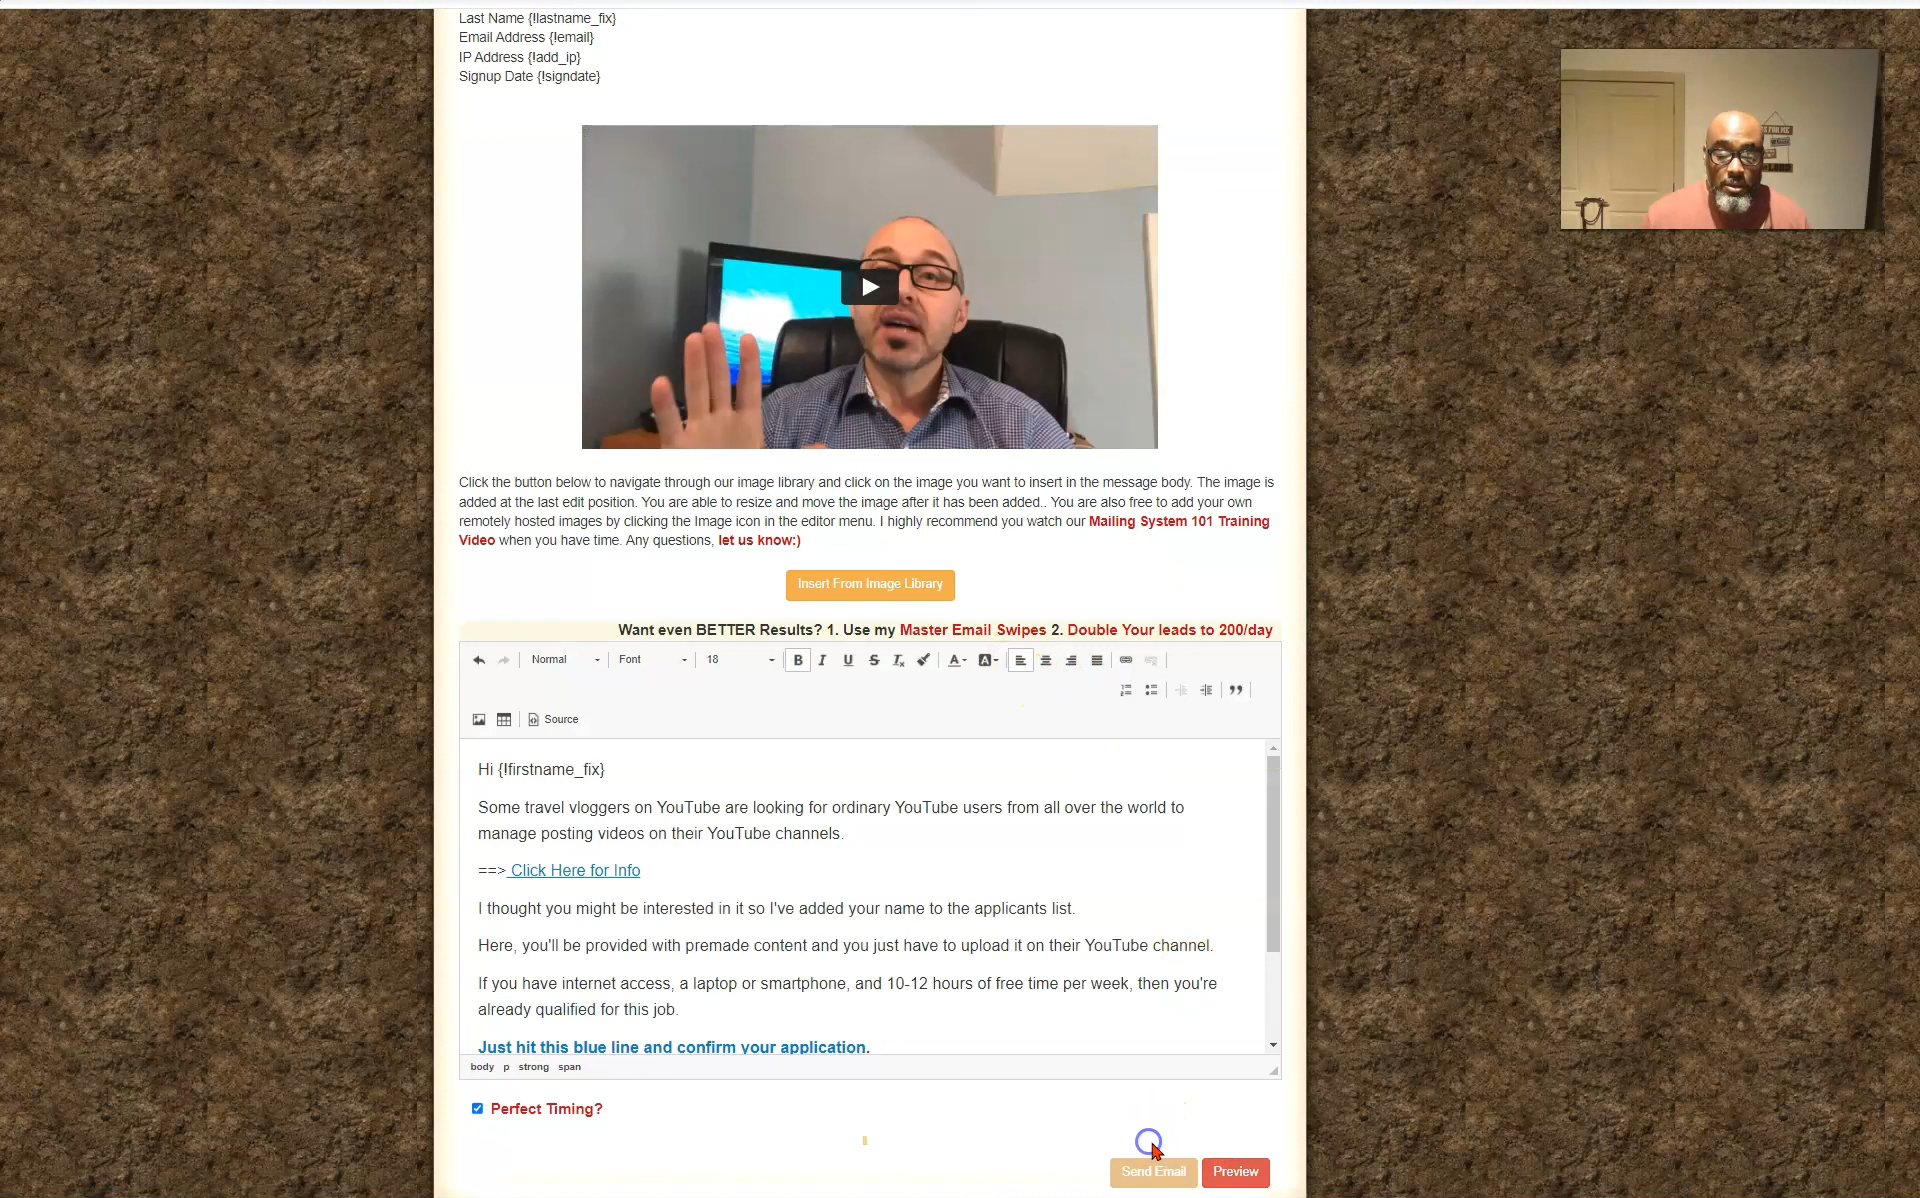 Last Name {!lastname_fix}
Email Address {!email}
IP Address {!add_ip}
Signup Date {!signdate}
Click the button below to navigate through our image library and click on the image you want to insert in the message body. The image is
added at the last edit position. You are able to resize and move the image after it has been added.. You are also free to add your own
remotely hosted images by clicking the Image icon in the editor menu. I highly recommend you watch our Mailing System 101 Training
Video when you have time. Any questions, let us know:)
Insert From Image Library
Want even BETTER Results? 1. Use my Master Email Swipes 2. Double Your leads to 200/day
Normal Font 18
Source
Hi {!firstname_fix}
Some travel vloggers on YouTube are looking for ordinary YouTube users from all over the world to
manage posting videos on their YouTube channels.
==> Click Here for Info
I thought you might be interested in it so I've added your name to the applicants list.
Here, you'll be provided with premade content and you just have to upload it on their YouTube channel.
If you have internet access, a laptop or smartphone, and 10-12 hours of free time per week, then you're
already qualified for this job.
Just hit this blue line and confirm your application.
body p strong span
Perfect Timing?
Send Email Preview